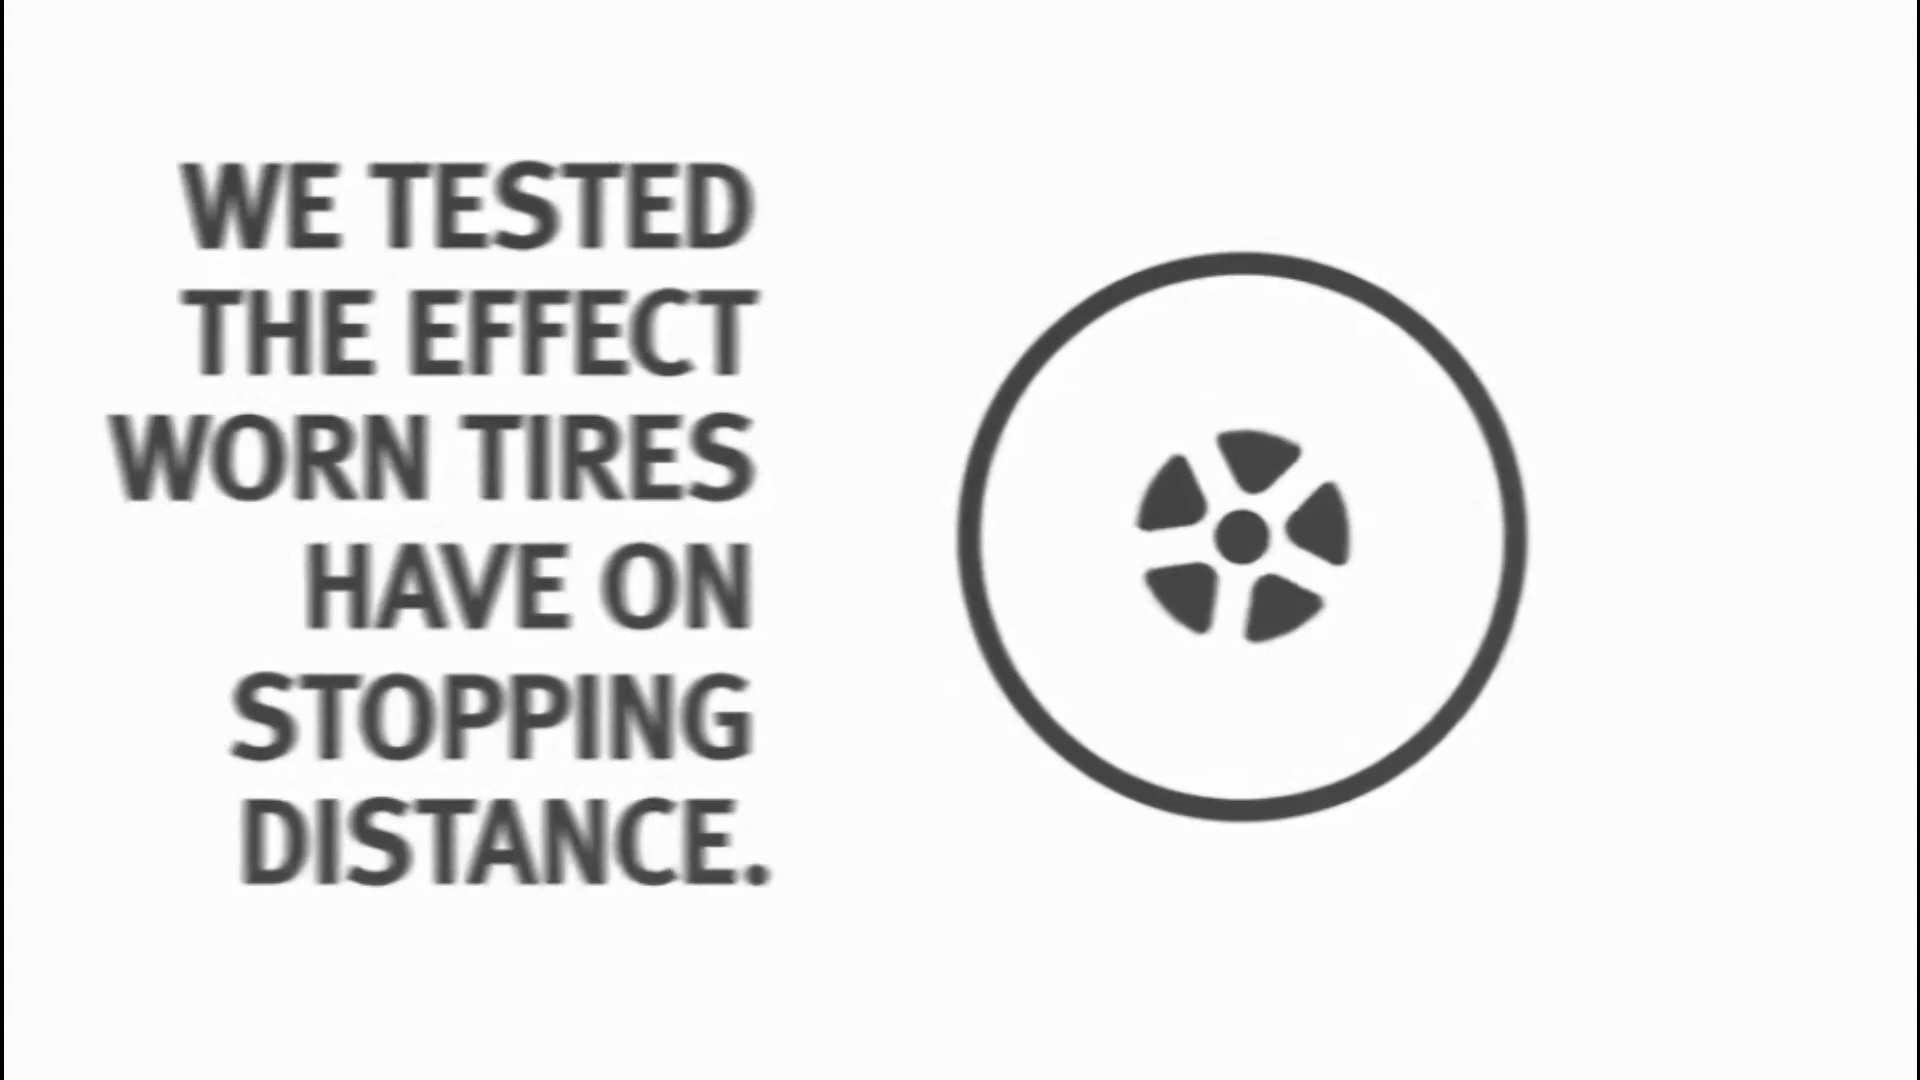 WE TESTED
THE EFFECT
WORN TIRES
HAVE ON
STOPPING
DISTANCE.